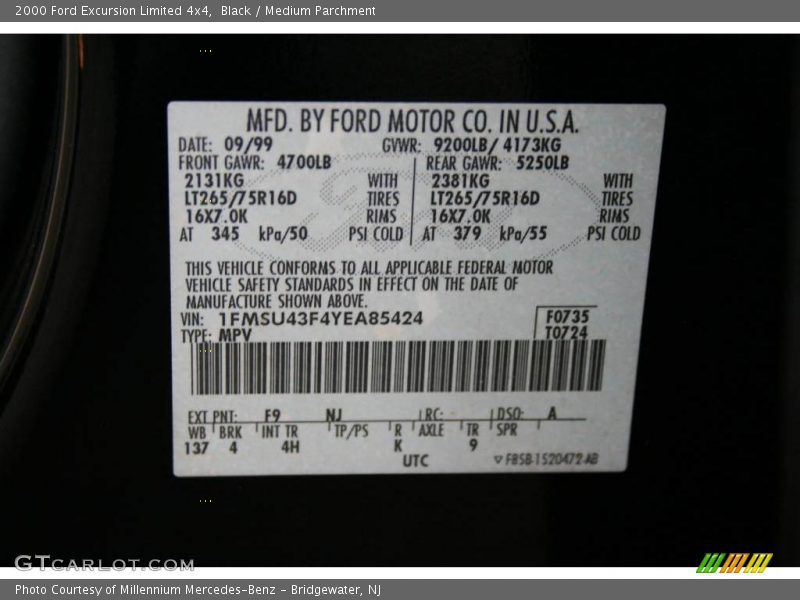 2000 Ford Excursion Limited 4x4, Black / Medium Parchment
MFD. BY FORD MOTOR CO. IN U.S.A.
DATE: 09/99 GVWR: 9200LB/ 4173KG
FRONT GAWR: 4700LB REAR GAWR: 5250LB
2131KG WITH 2381KG WITH
LT265/75R16D TIRES LT265/75R16D TIRES
16X7.0K RIMS 16X7.0K RIMS
AT 345 kPa/50 PSI COLD AT 379 kPa/55 PSI COLD
THIS VEHICLE CONFORMS TO ALL APPLICABLE FEDERAL MOTOR
VEHICLE SAFETY STANDARDS IN EFFECT ON THE DATE OF
MANUFACTURE SHOWN ABOVE.
VIN: 1FMSU43F4YEA85424 F0735
TYPE: MPV T0724
EXT PNT: F9 NJ RC: DSO: A
WB BRK INT TR TP/PS R AXLE TR SPR
137 4 4H K 9
UTC F85B-1520472-AB
GTCARLOT.COM
Photo Courtesy of Millennium Mercedes-Benz - Bridgewater, NJ